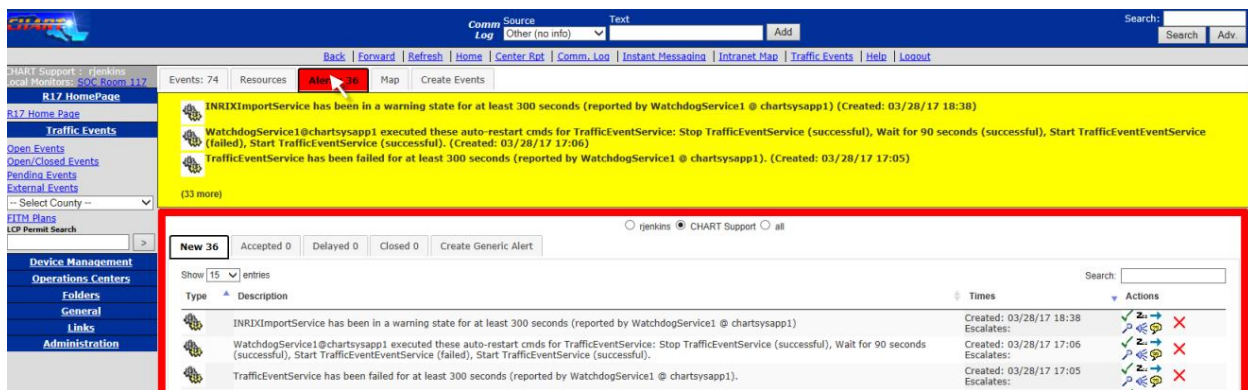 CHART
Comm Log
Source
Other (no info)
Text
Add
Search:
Search
Adv.
Back | Forward | Refresh | Home | Center Rpt | Comm. Log | Instant Messaging | Intranet Map | Traffic Events | Help | Logout
CHART Support : rjenkins
Local Monitors: SOC Room 117
R17 HomePage
R17 Home Page
Traffic Events
Open Events
Open/Closed Events
Pending Events
External Events
-- Select County --
FITM Plans
LCP Permit Search
>
Device Management
Operations Centers
Folders
General
Links
Administration
Events: 74
Resources
36
Map
Create Events
INRIXImportService has been in a warning state for at least 300 seconds (reported by WatchdogService1 @ chartsysapp1) (Created: 03/28/17 18:38)
WatchdogService1@chartsysapp1 executed these auto-restart cmds for TrafficEventService: Stop TrafficEventService (successful), Wait for 90 seconds (successful), Start TrafficEventEventService
(failed), Start TrafficEventService (successful). (Created: 03/28/17 17:06)
TrafficEventService has been failed for at least 300 seconds (reported by WatchdogService1 @ chartsysapp1). (Created: 03/28/17 17:05)
(33 more)
rjenkins CHART Support all
New 36
Accepted 0
Delayed 0
Closed 0
Create Generic Alert
Show 15 entries
Search:
Type Description Times Actions
INRIXImportService has been in a warning state for at least 300 seconds (reported by WatchdogService1 @ chartsysapp1)
Created: 03/28/17 18:38
Escalates:
WatchdogService1@chartsysapp1 executed these auto-restart cmds for TrafficEventService: Stop TrafficEventService (successful), Wait for 90 seconds
(successful), Start TrafficEventEventService (failed), Start TrafficEventService (successful).
Created: 03/28/17 17:06
Escalates:
TrafficEventService has been failed for at least 300 seconds (reported by WatchdogService1 @ chartsysapp1).
Created: 03/28/17 17:05
Escalates: